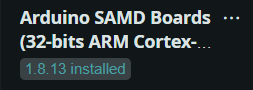 Arduino SAMD Boards ...
(32-bits ARM Cortex-...
1.8.13 installed